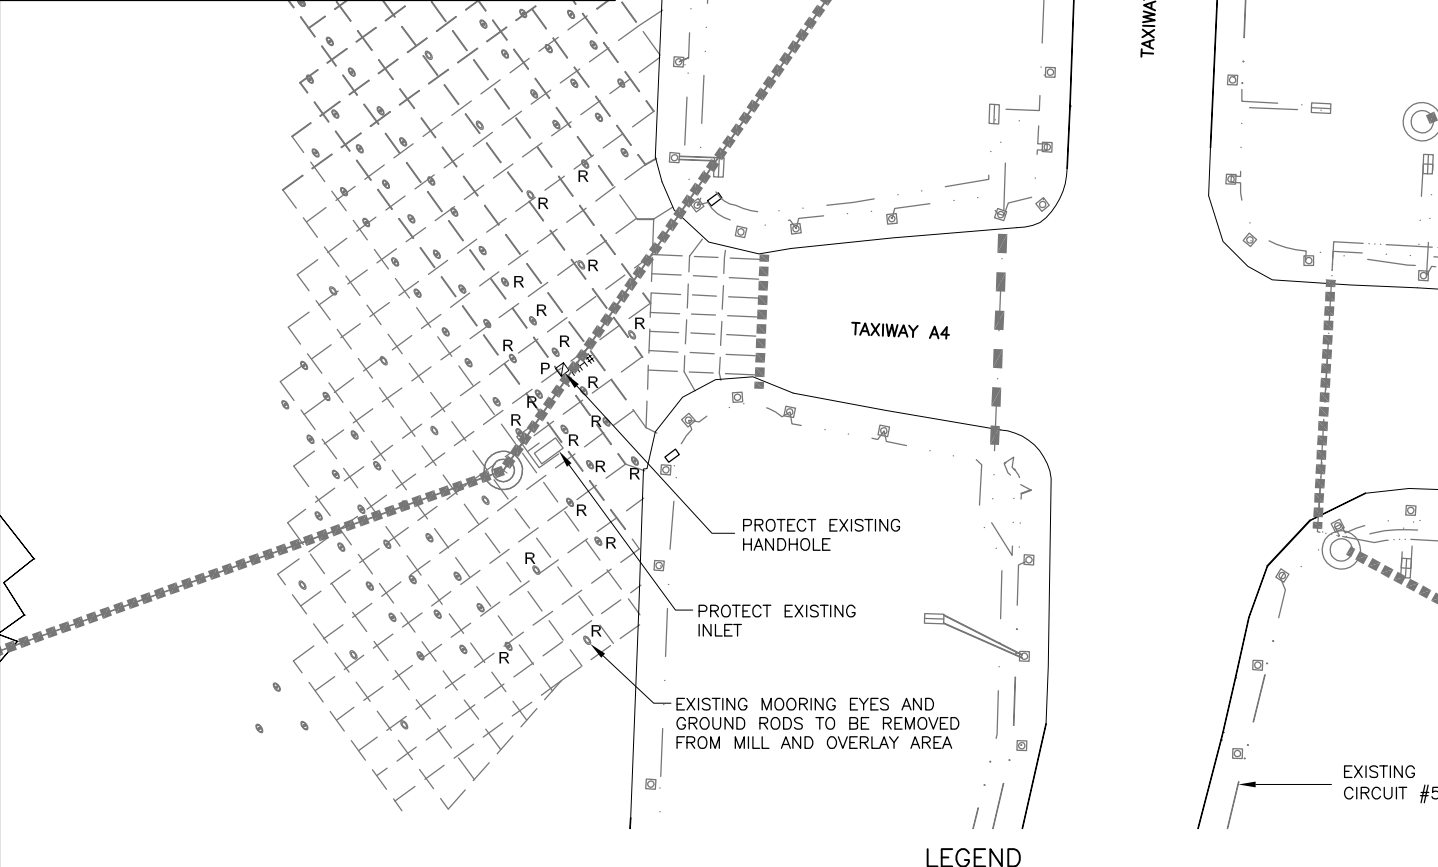 TAXIWA
R
R
R
R
R
R
TAXIWAY A4
R
R
P
R
R
R
R
R
R
R
R
PROTECT EXISTING
HANDHOLE
R
R
PROTECT EXISTING
INLET
R
R
EXISTING MOORING EYES AND
GROUND RODS TO BE REMOVED
FROM MILL AND OVERLAY AREA
EXISTING
CIRCUIT #5
LEGEND